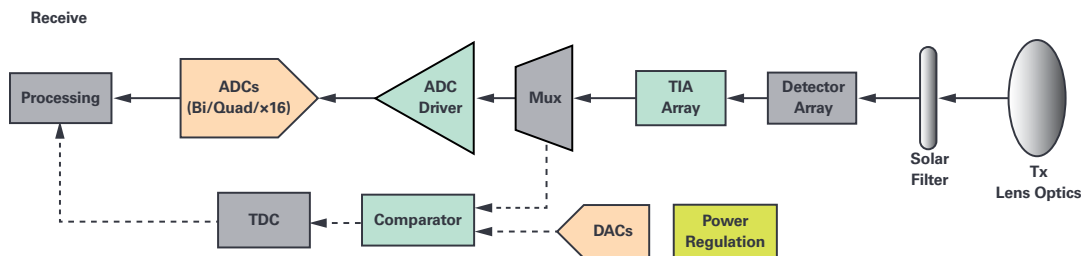 Receive
Processing
ADCs
(Bi/Quad/×16)
ADC
Driver
Mux
TIA
Array
Detector
Array
Solar
Filter
Tx
Lens Optics
TDC
Comparator
DACs
Power
Regulation